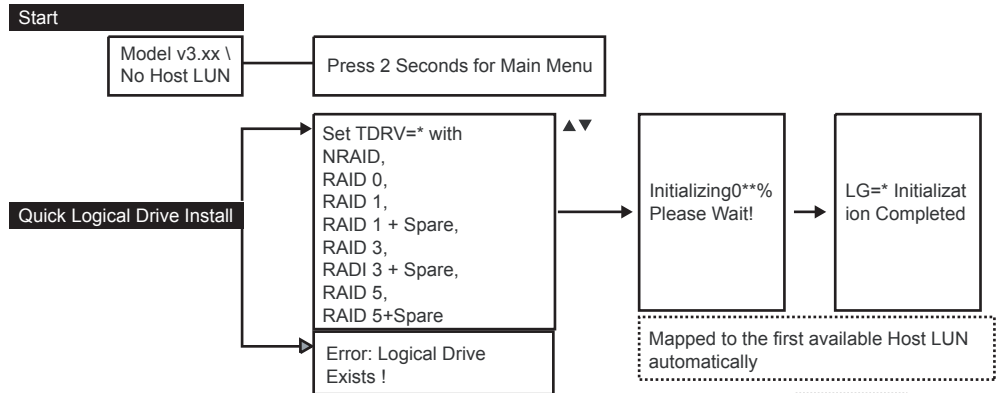 Start
Model v3.xx \
No Host LUN
Press 2 Seconds for Main Menu
Quick Logical Drive Install
Set TDRV=* with
NRAID,
RAID 0,
RAID 1,
RAID 1 + Spare,
RAID 3,
RADI 3 + Spare,
RAID 5,
RAID 5+Spare
Error: Logical Drive
Exists !
Initializing0**%
Please Wait!
LG=* Initializat
ion Completed
Mapped to the first available Host LUN
automatically